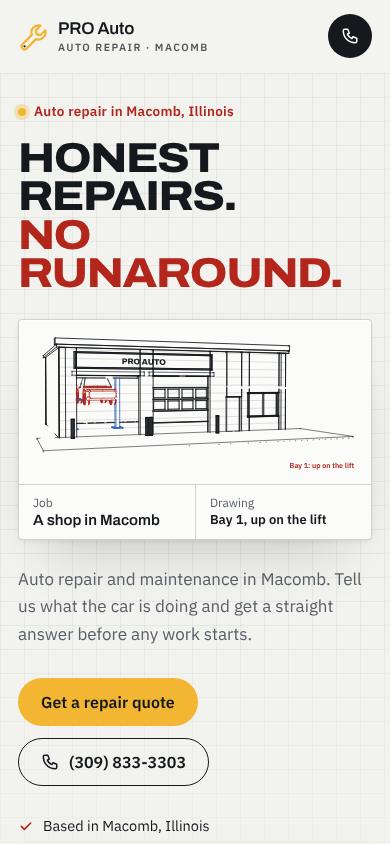 PRO Auto
AUTO REPAIR · MACOMB
Auto repair in Macomb, Illinois
HONEST
REPAIRS.
NO
RUNAROUND.
PRO AUTO
Bay 1: up on the lift
Job
A shop in Macomb
Drawing
Bay 1, up on the lift
Auto repair and maintenance in Macomb. Tell
us what the car is doing and get a straight
answer before any work starts.
Get a repair quote
(309) 833-3303
Based in Macomb, Illinois